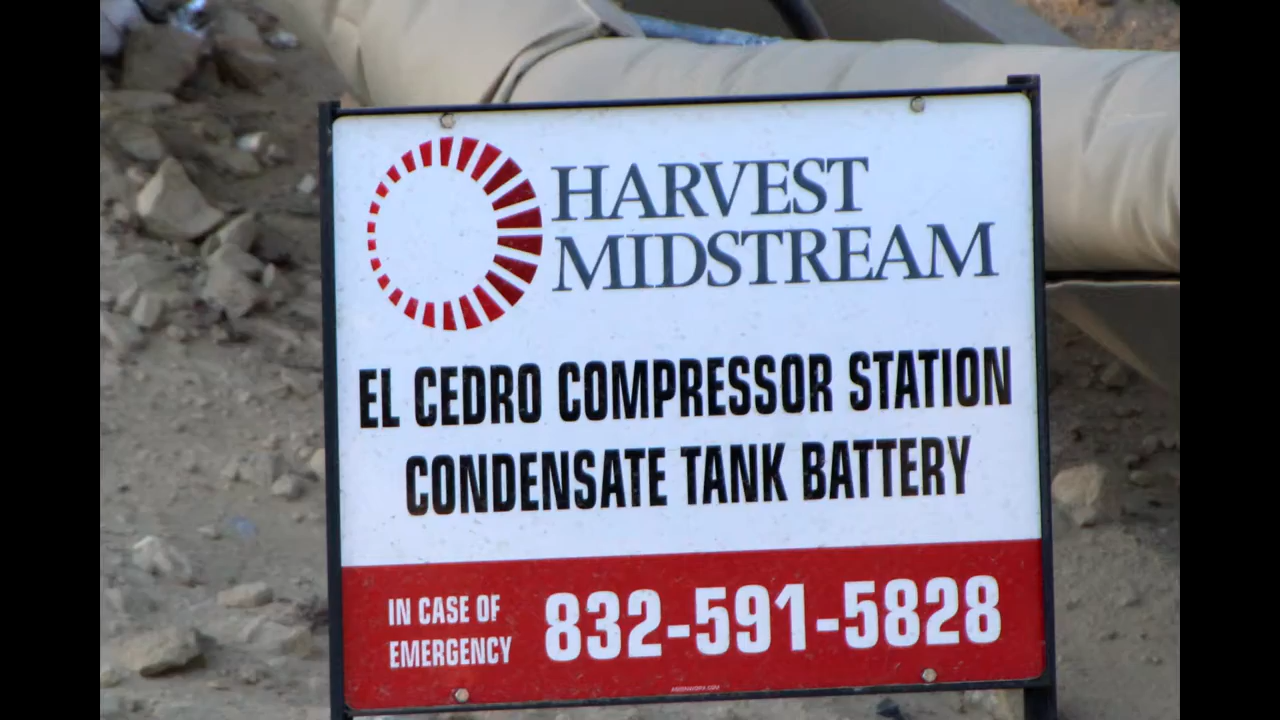 HARVEST
MIDSTREAM
EL CEDRO COMPRESSOR STATION
CONDENSATE TANK BATTERY
IN CASE OF
EMERGENCY
832-591-5828